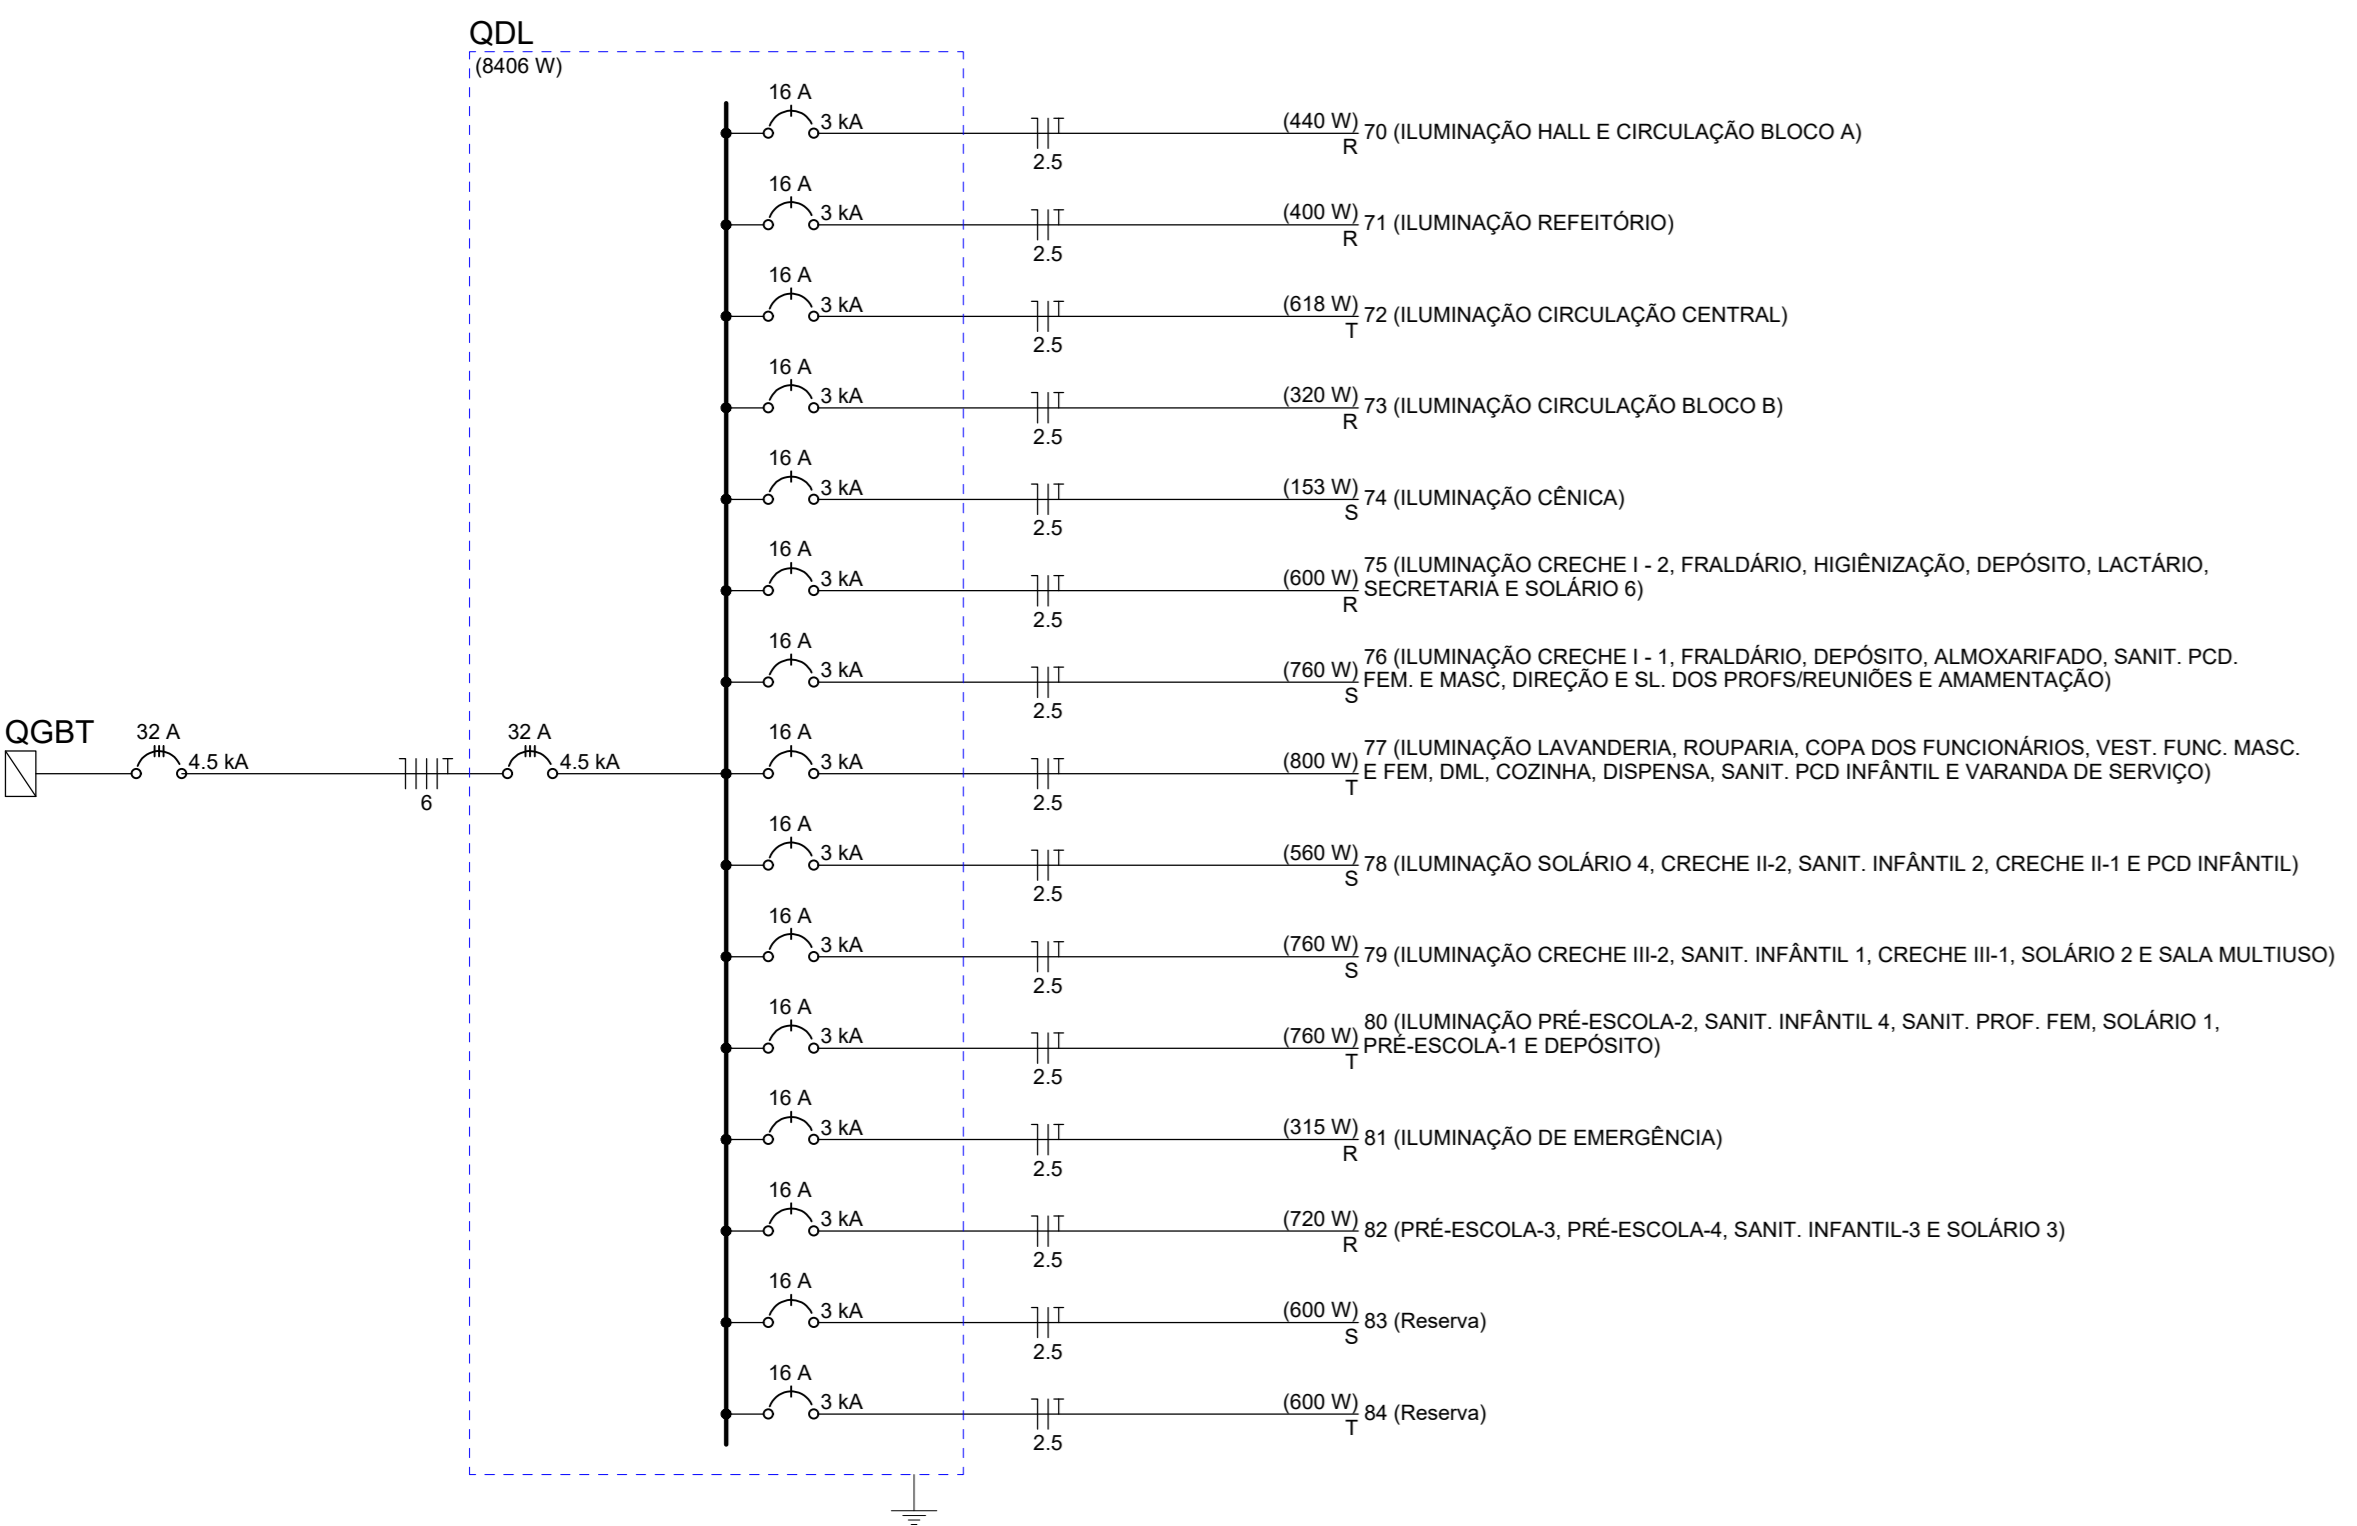 QDL
(8406 W)
16 A
3 kA
2.5
(440 W)
R
70 (ILUMINAÇÃO HALL E CIRCULAÇÃO BLOCO A)
16 A
3 kA
2.5
(400 W)
R
71 (ILUMINAÇÃO REFEITÓRIO)
16 A
3 kA
2.5
(618 W)
T
72 (ILUMINAÇÃO CIRCULAÇÃO CENTRAL)
16 A
3 kA
2.5
(320 W)
R
73 (ILUMINAÇÃO CIRCULAÇÃO BLOCO B)
16 A
3 kA
2.5
(153 W)
S
74 (ILUMINAÇÃO CÊNICA)
16 A
3 kA
2.5
(600 W)
R
75 (ILUMINAÇÃO CRECHE I - 2, FRALDÁRIO, HIGIÊNIZAÇÃO, DEPÓSITO, LACTÁRIO,
SECRETARIA E SOLÁRIO 6)
16 A
3 kA
2.5
(760 W)
S
76 (ILUMINAÇÃO CRECHE I - 1, FRALDÁRIO, DEPÓSITO, ALMOXARIFADO, SANIT. PCD.
FEM. E MASC, DIREÇÃO E SL. DOS PROFS/REUNIÕES E AMAMENTAÇÃO)
QGBT
32 A
4.5 kA
6
32 A
4.5 kA
16 A
3 kA
2.5
(800 W)
T
77 (ILUMINAÇÃO LAVANDERIA, ROUPARIA, COPA DOS FUNCIONÁRIOS, VEST. FUNC. MASC.
E FEM, DML, COZINHA, DISPENSA, SANIT. PCD INFÂNTIL E VARANDA DE SERVIÇO)
16 A
3 kA
2.5
(560 W)
S
78 (ILUMINAÇÃO SOLÁRIO 4, CRECHE II-2, SANIT. INFÂNTIL 2, CRECHE II-1 E PCD INFÂNTIL)
16 A
3 kA
2.5
(760 W)
S
79 (ILUMINAÇÃO CRECHE III-2, SANIT. INFÂNTIL 1, CRECHE III-1, SOLÁRIO 2 E SALA MULTIUSO)
16 A
3 kA
2.5
(760 W)
T
80 (ILUMINAÇÃO PRÉ-ESCOLA-2, SANIT. INFÂNTIL 4, SANIT. PROF. FEM, SOLÁRIO 1,
PRÉ-ESCOLA-1 E DEPÓSITO)
16 A
3 kA
2.5
(315 W)
R
81 (ILUMINAÇÃO DE EMERGÊNCIA)
16 A
3 kA
2.5
(720 W)
R
82 (PRÉ-ESCOLA-3, PRÉ-ESCOLA-4, SANIT. INFANTIL-3 E SOLÁRIO 3)
16 A
3 kA
2.5
(600 W)
S
83 (Reserva)
16 A
3 kA
2.5
(600 W)
T
84 (Reserva)